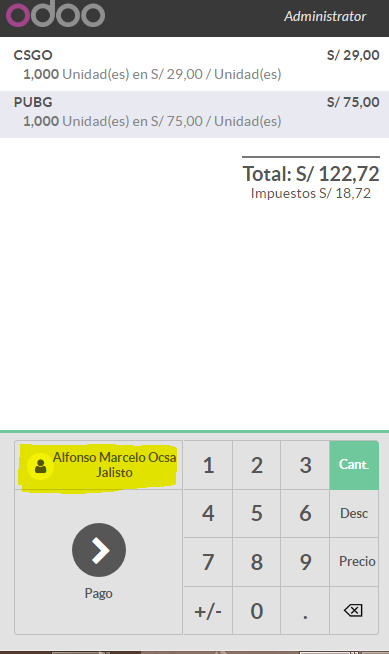 odoo
Administrator
CSGO S/ 29,00
1,000 Unidad(es) en S/ 29,00 / Unidad(es)
PUBG S/ 75,00
1,000 Unidad(es) en S/ 75,00 / Unidad(es)
Total: S/ 122,72
Impuestos S/ 18,72
Alfonso Marcelo Ocsa
Jalisto
1 2 3 Cant.
4 5 6 Desc
Pago
7 8 9 Precio
+/- 0 .